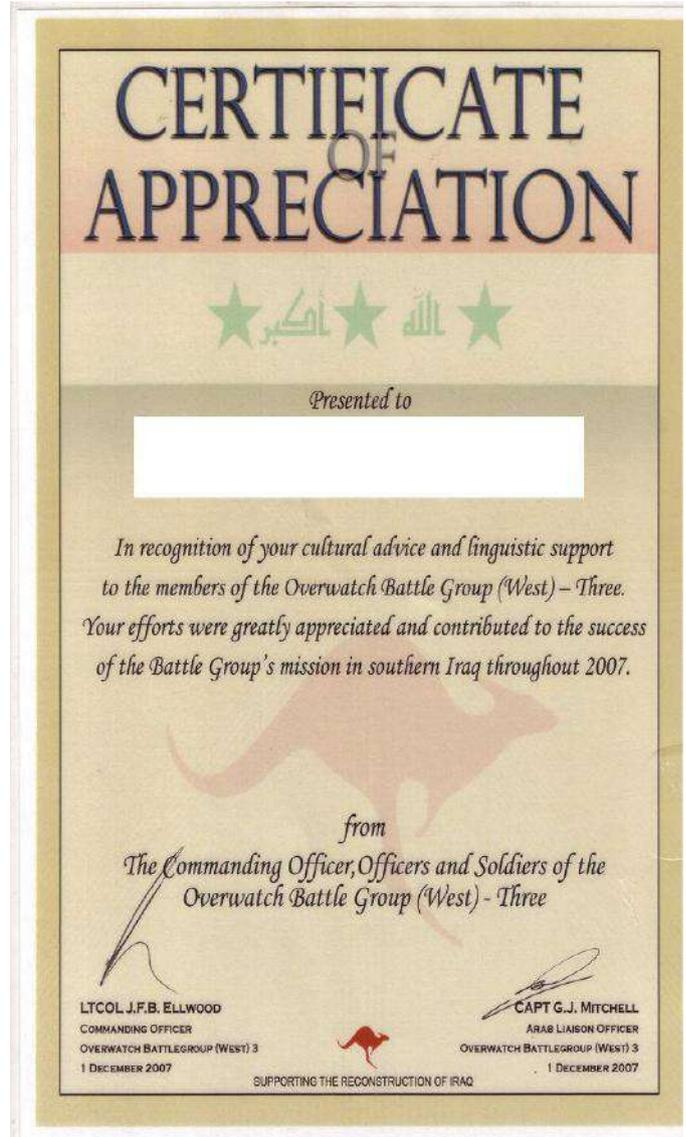 CERTIFICATE
OF
APPRECIATION
الله أكبر
Presented to
In recognition of your cultural advice and linguistic support
to the members of the Overwatch Battle Group (West) – Three.
Your efforts were greatly appreciated and contributed to the success
of the Battle Group's mission in southern Iraq throughout 2007.
from
The Commanding Officer, Officers and Soldiers of the
Overwatch Battle Group (West) - Three
LTCOL J.F.B. ELLWOOD
COMMANDING OFFICER
OVERWATCH BATTLEGROUP (WEST) 3
1 DECEMBER 2007
CAPT G.J. MITCHELL
ARAB LIAISON OFFICER
OVERWATCH BATTLEGROUP (WEST) 3
1 DECEMBER 2007
SUPPORTING THE RECONSTRUCTION OF IRAQ